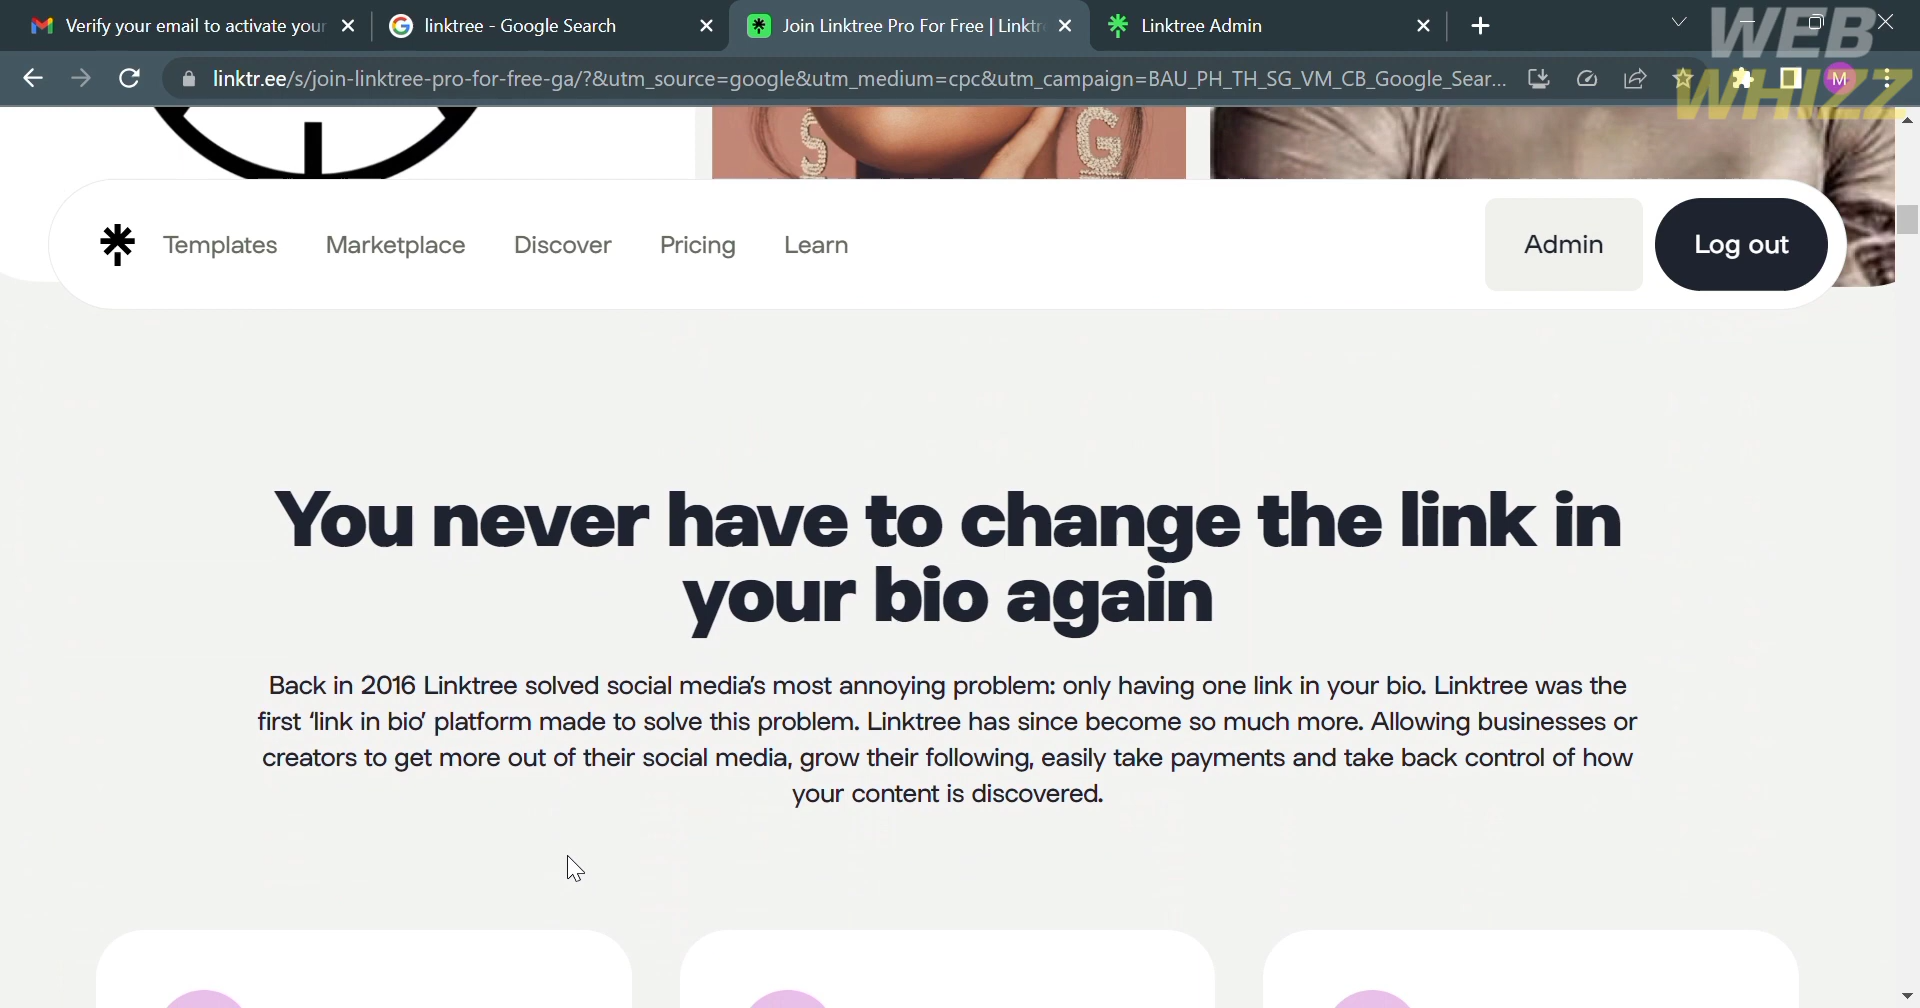 Verify your email to activate your
linktree - Google Search
Join Linktree Pro For Free | Linktr
Linktree Admin
WEB
WHIZZ
linktr.ee/s/join-linktree-pro-for-free-ga/?&utm_source=google&utm_medium=cpc&utm_campaign=BAU_PH_TH_SG_VM_CB_Google_Sear...
M
S
G
Templates
Marketplace
Discover
Pricing
Learn
Admin
Log out
You never have to change the link in
your bio again
Back in 2016 Linktree solved social media's most annoying problem: only having one link in your bio. Linktree was the
first 'link in bio' platform made to solve this problem. Linktree has since become so much more. Allowing businesses or
creators to get more out of their social media, grow their following, easily take payments and take back control of how
your content is discovered.